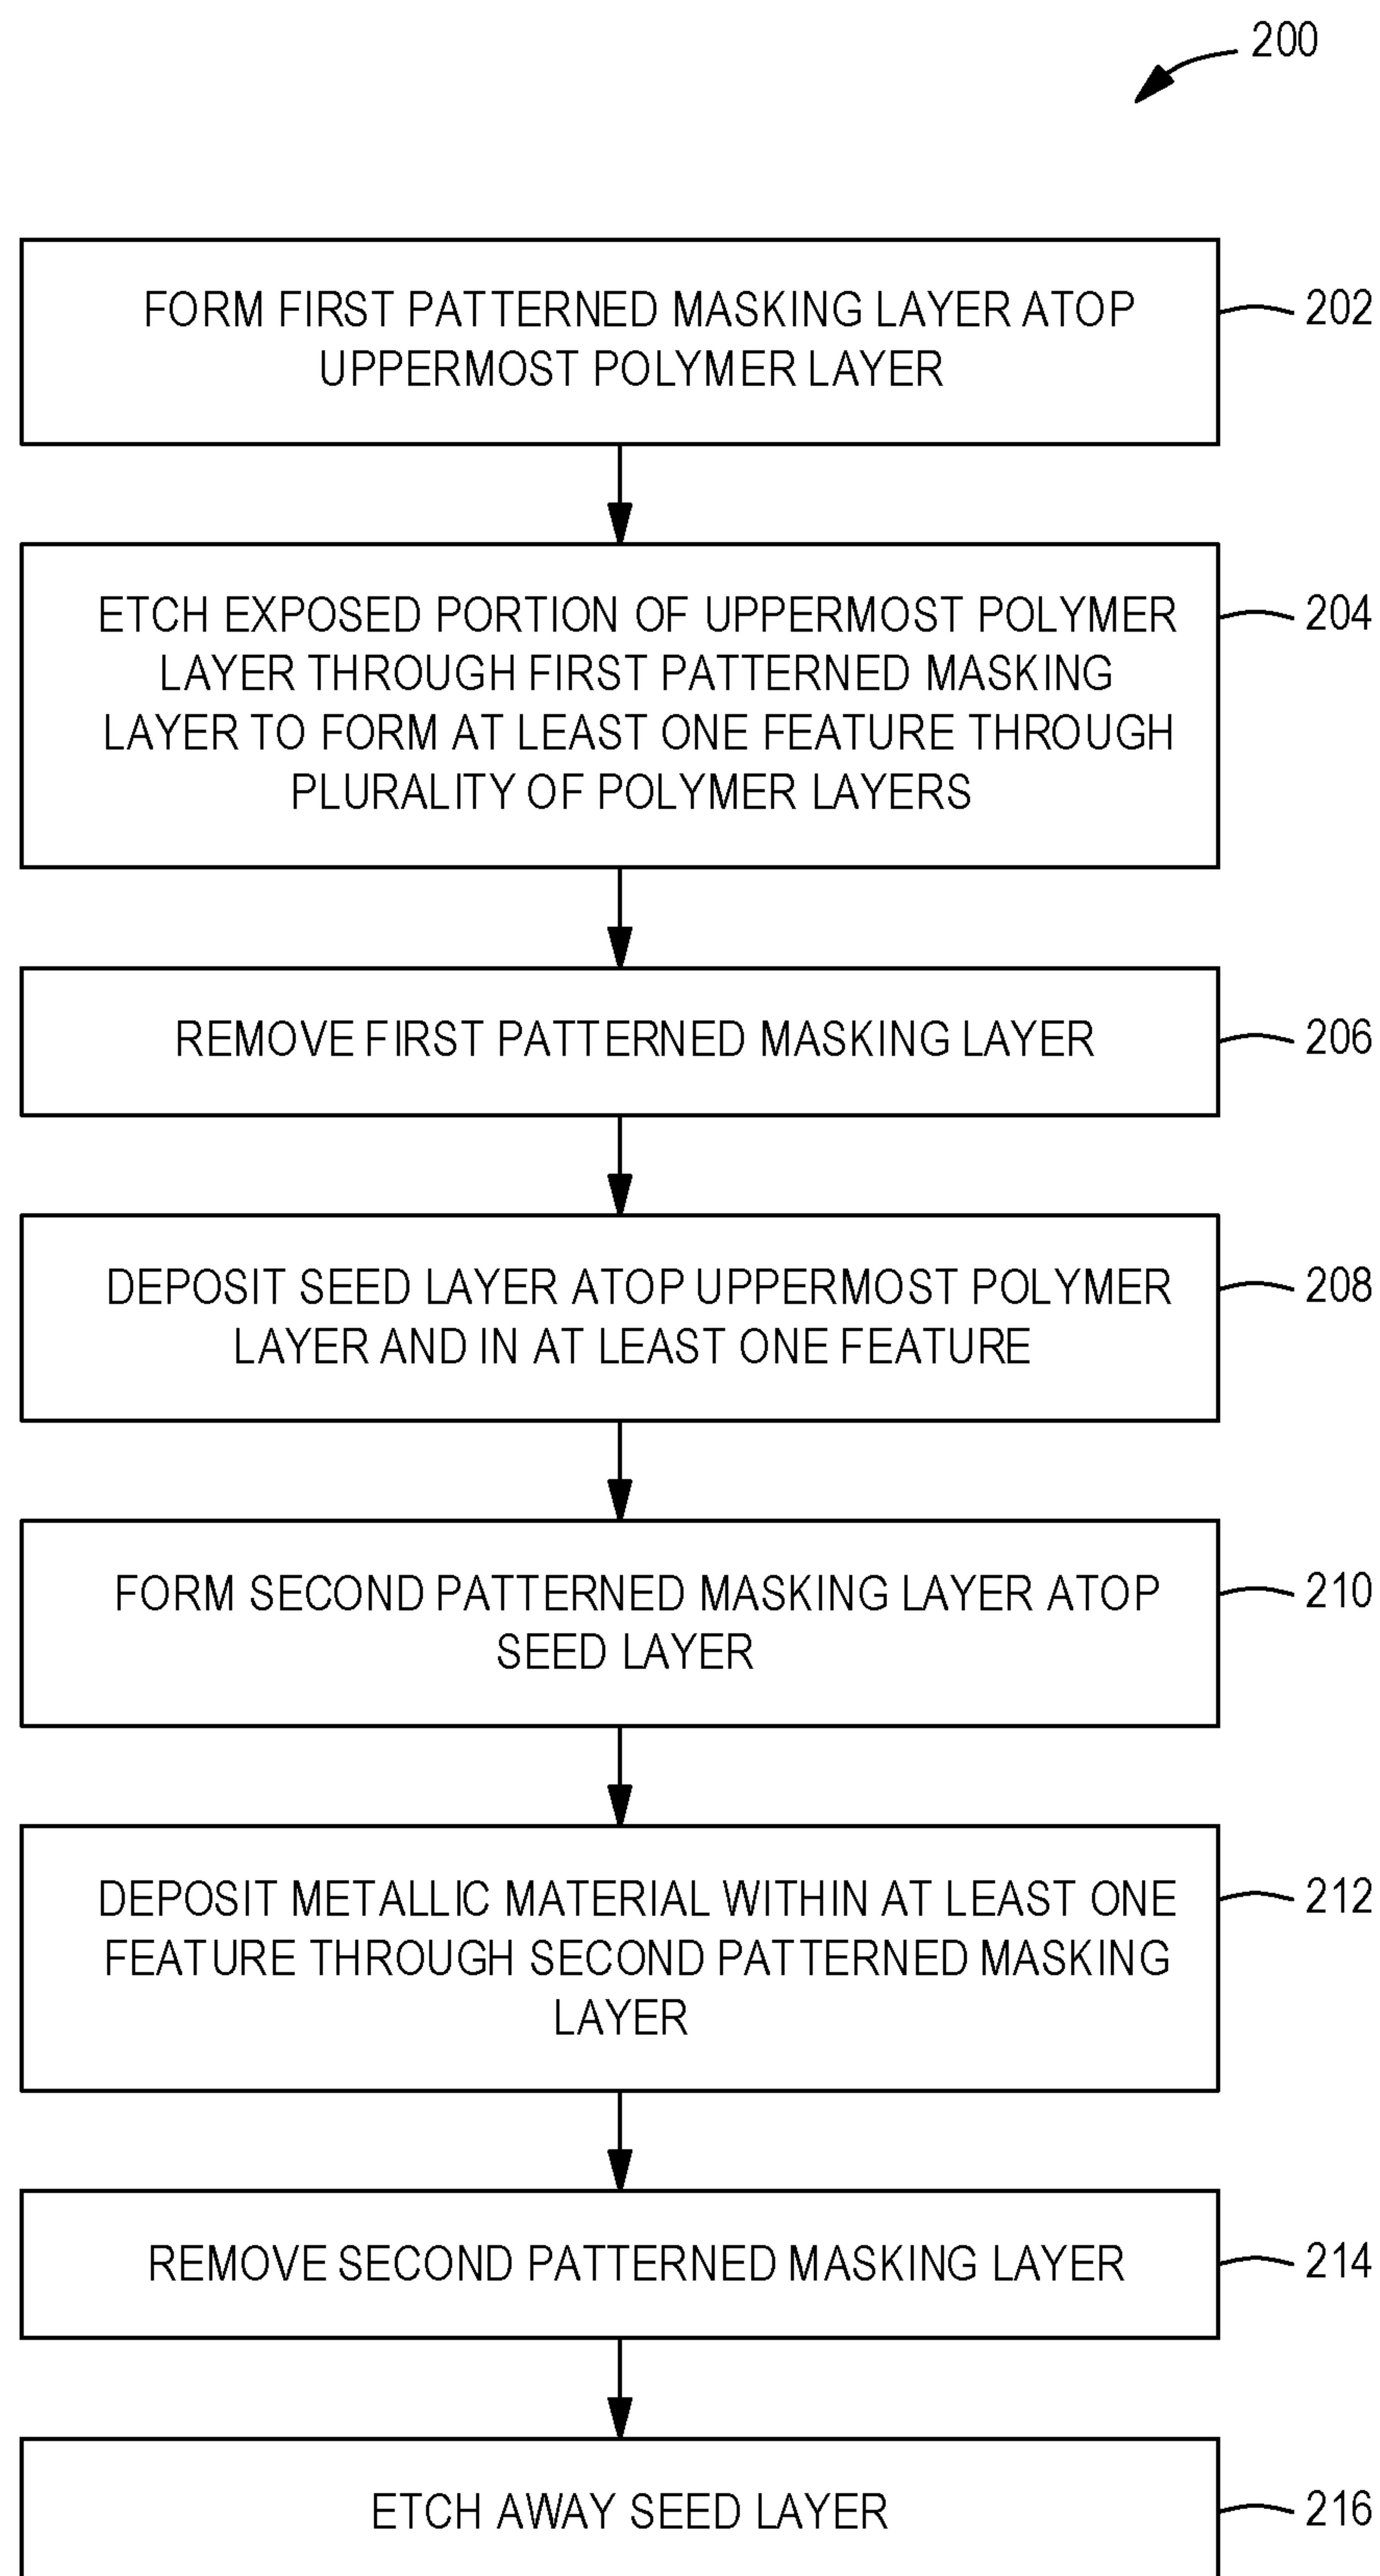 200
FORM FIRST PATTERNED MASKING LAYER ATOP
UPPERMOST POLYMER LAYER
202
ETCH EXPOSED PORTION OF UPPERMOST POLYMER
LAYER THROUGH FIRST PATTERNED MASKING
LAYER TO FORM AT LEAST ONE FEATURE THROUGH
PLURALITY OF POLYMER LAYERS
204
REMOVE FIRST PATTERNED MASKING LAYER
206
DEPOSIT SEED LAYER ATOP UPPERMOST POLYMER
LAYER AND IN AT LEAST ONE FEATURE
208
FORM SECOND PATTERNED MASKING LAYER ATOP
SEED LAYER
210
DEPOSIT METALLIC MATERIAL WITHIN AT LEAST ONE
FEATURE THROUGH SECOND PATTERNED MASKING
LAYER
212
REMOVE SECOND PATTERNED MASKING LAYER
214
ETCH AWAY SEED LAYER
216